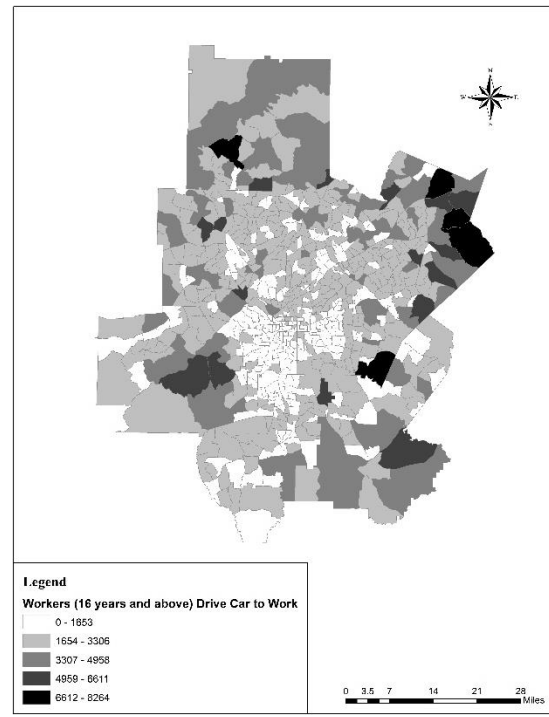 N
W
E
S
Legend
Workers (16 years and above) Drive Car to Work
0 - 1653
1654 - 3306
3307 - 4958
4959 - 6611
6612 - 8264
0 3.5 7 14 21 28
Miles